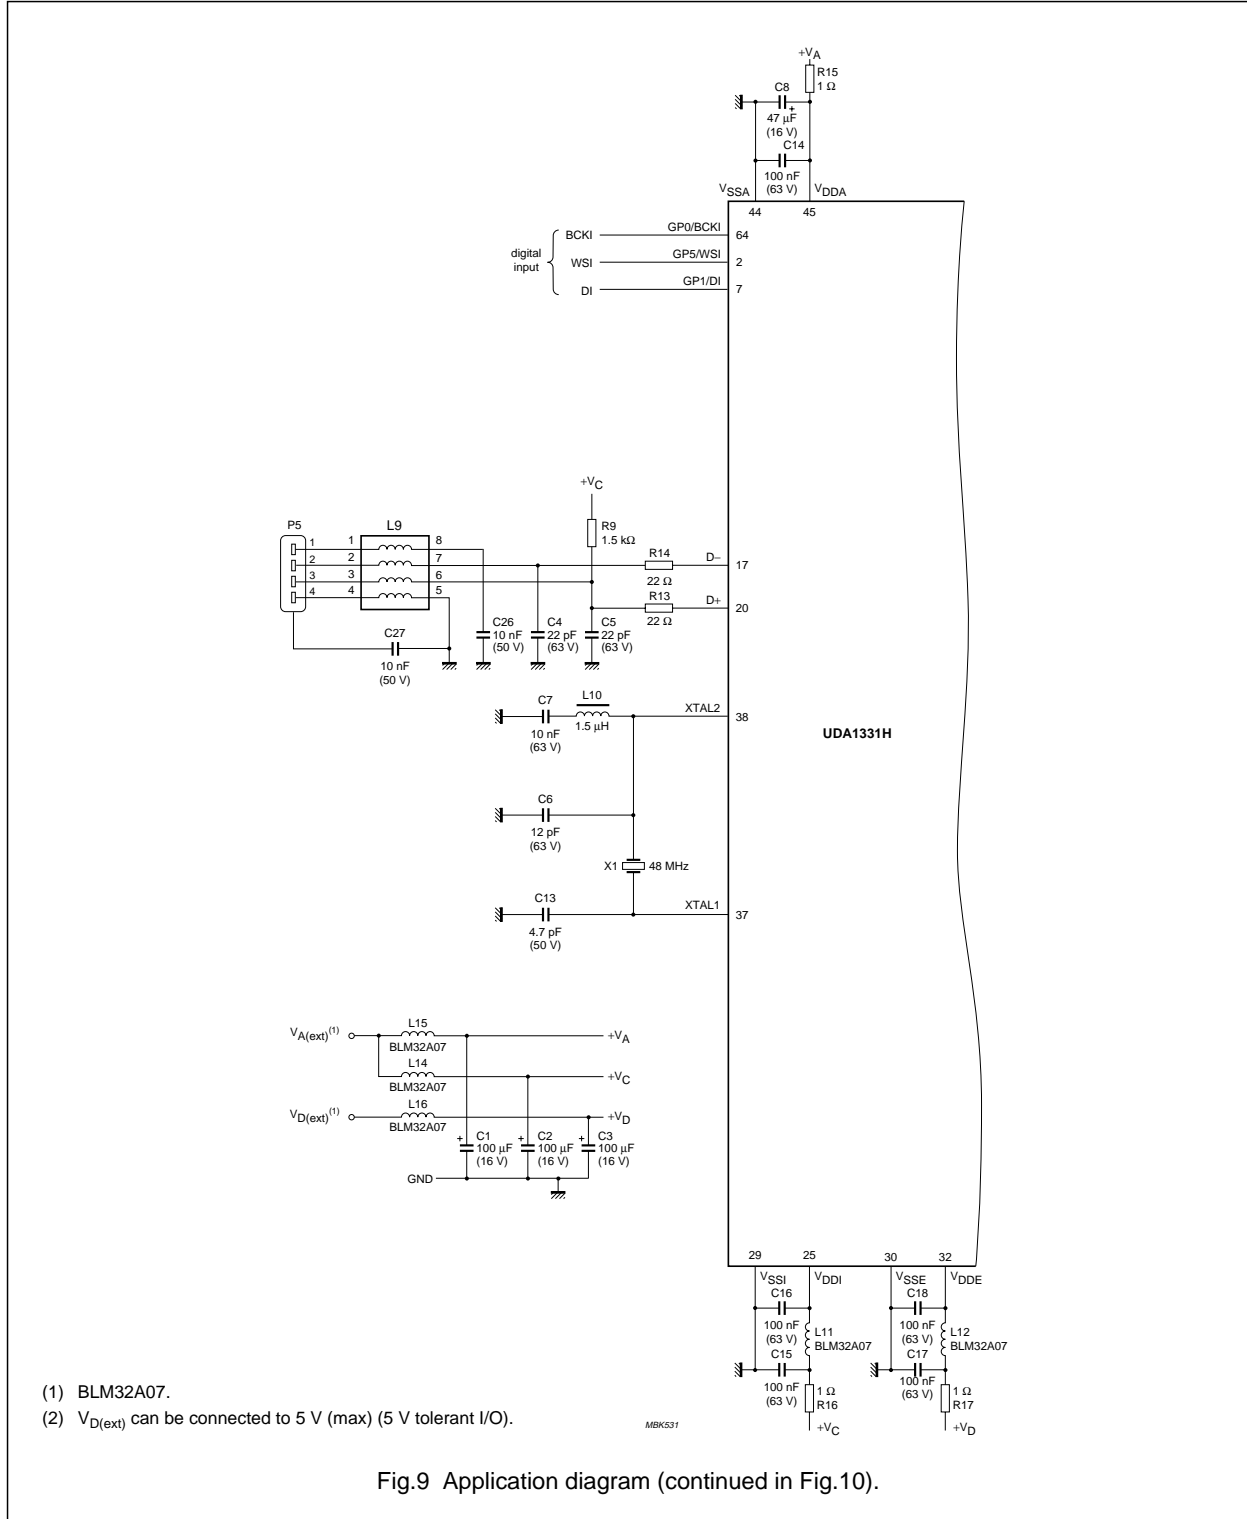 +VA
R15
1 Ω
C8
+
47 μF
(16 V)
C14
100 nF
(63 V)
VSSA
VDDA
44
45
digital
input
BCKI
GP0/BCKI
64
WSI
GP5/WSI
2
DI
GP1/DI
7
+VC
R9
1.5 kΩ
P5
L9
1
1
8
2
2
7
3
3
6
4
4
5
R14
22 Ω
D−
17
R13
22 Ω
D+
20
C27
10 nF
(50 V)
C26
10 nF
(50 V)
C4
22 pF
(63 V)
C5
22 pF
(63 V)
C7
10 nF
(63 V)
L10
1.5 μH
XTAL2
38
UDA1331H
C6
12 pF
(63 V)
X1
48 MHz
C13
4.7 pF
(50 V)
XTAL1
37
VA(ext)(1)
L15
BLM32A07
+VA
L14
BLM32A07
+VC
VD(ext)(1)
L16
BLM32A07
+VD
+
C1
100 μF
(16 V)
+
C2
100 μF
(16 V)
+
C3
100 μF
(16 V)
GND
29
25
30
32
VSSI
VDDI
VSSE
VDDE
C16
100 nF
(63 V)
L11
BLM32A07
C15
100 nF
(63 V)
1 Ω
R16
+VC
C18
100 nF
(63 V)
L12
BLM32A07
C17
100 nF
(63 V)
1 Ω
R17
+VD
(1) BLM32A07.
(2) VD(ext) can be connected to 5 V (max) (5 V tolerant I/O).
MBK531
Fig.9 Application diagram (continued in Fig.10).